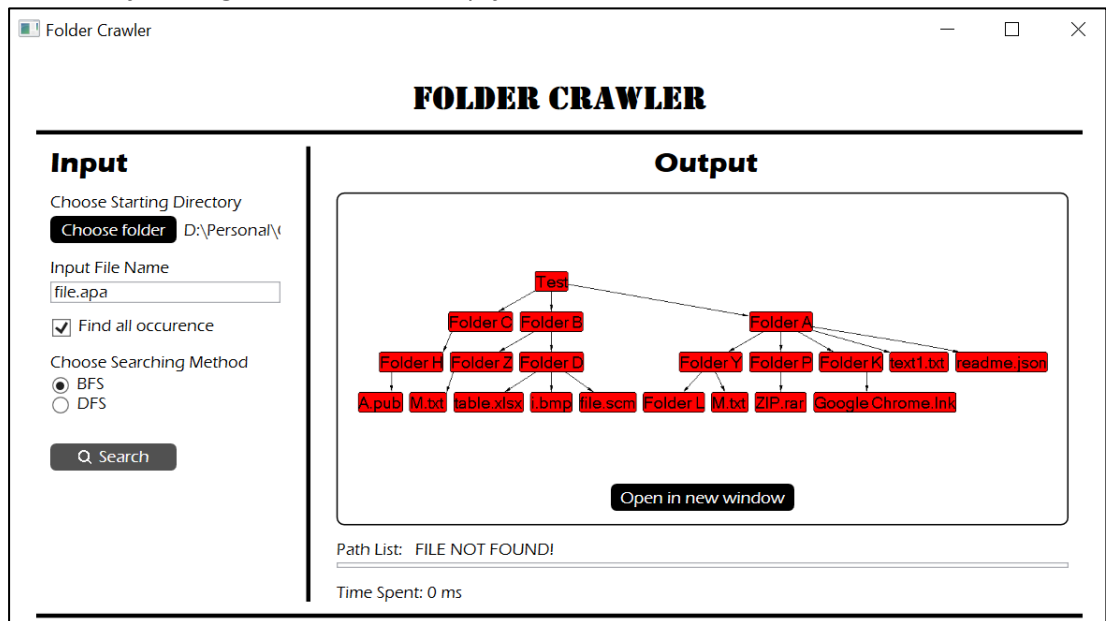 Folder Crawler
FOLDER CRAWLER
Input
Choose Starting Directory
Choose folder D:\Personal\
Input File Name
file.apa
Find all occurence
Choose Searching Method
BFS
DFS
Search
Output
Test
Folder C Folder B Folder A
Folder H Folder Z Folder D Folder Y Folder P Folder K text1.txt readme.json
A.pub M.txt table.xlsx i.bmp file.scm Folder L M.txt ZIP.rar Google Chrome.lnk
Open in new window
Path List: FILE NOT FOUND!
Time Spent: 0 ms